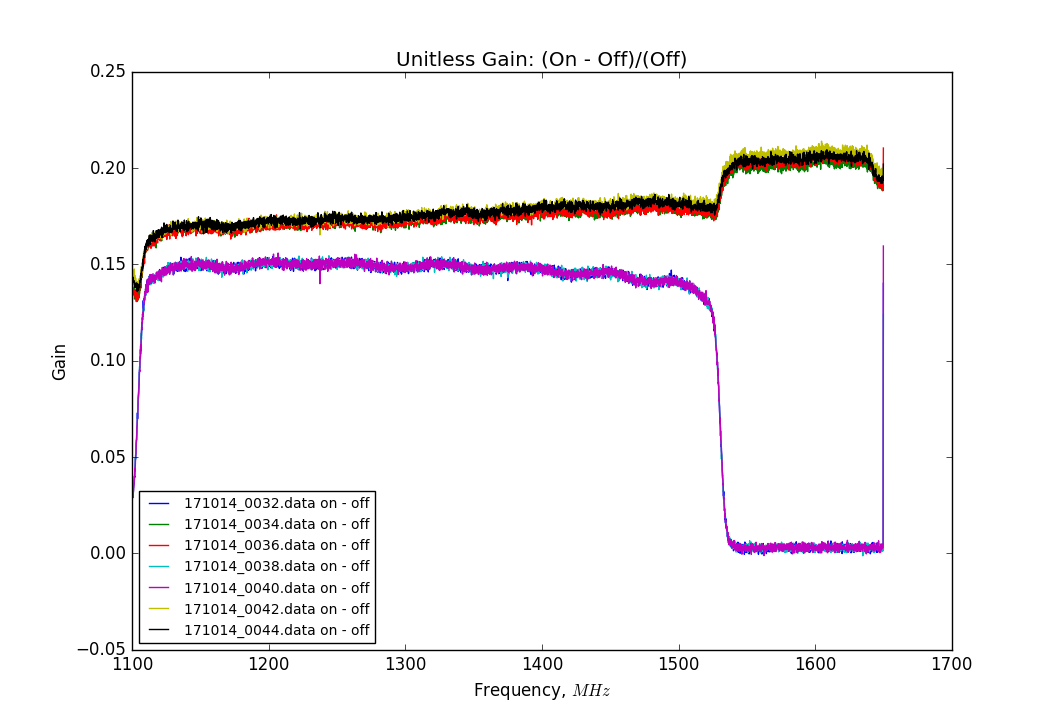 Unitless Gain: (On - Off)/(Off)
0.25
0.20
0.15
0.10
0.05
0.00
−0.05
Gain
171014_0032.data on - off
171014_0034.data on - off
171014_0036.data on - off
171014_0038.data on - off
171014_0040.data on - off
171014_0042.data on - off
171014_0044.data on - off
1100 1200 1300 1400 1500 1600 1700
Frequency, MHz